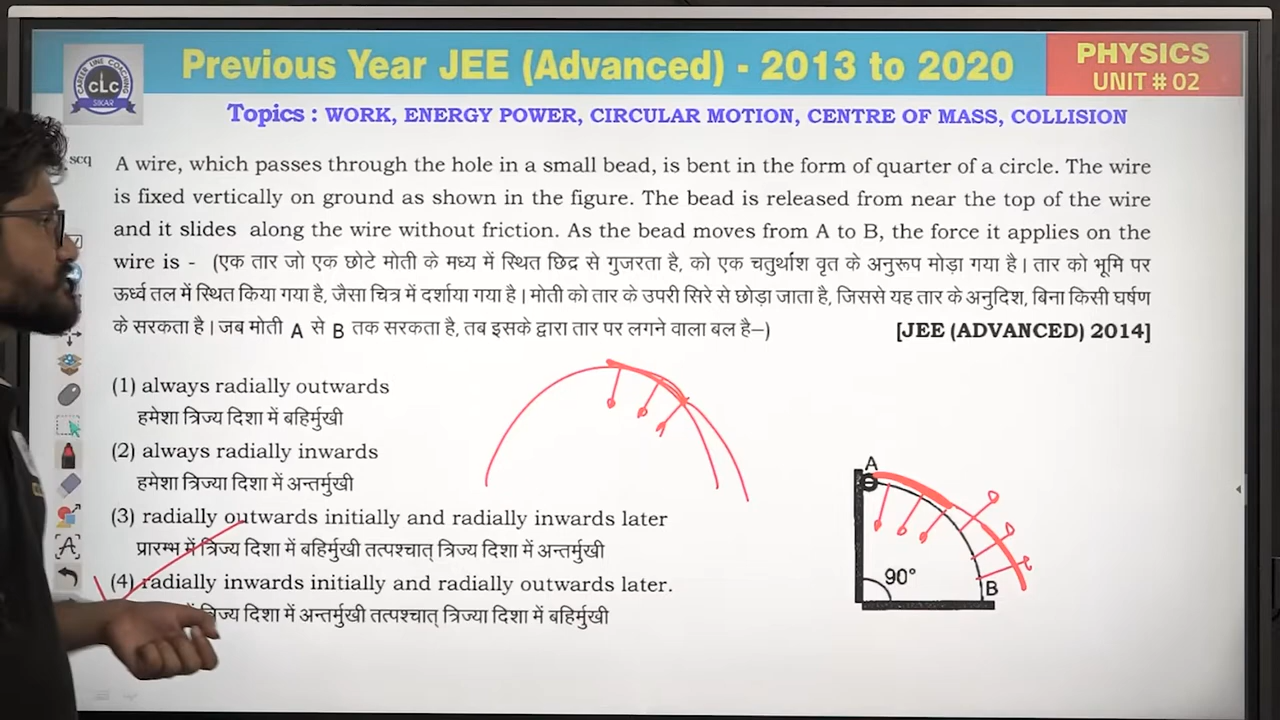 CAREER LINE COACHING
CLC
SIKAR
Previous Year JEE (Advanced) - 2013 to 2020
PHYSICS
UNIT # 02
Topics : WORK, ENERGY POWER, CIRCULAR MOTION, CENTRE OF MASS, COLLISION
scq
A wire, which passes through the hole in a small bead, is bent in the form of quarter of a circle. The wire
is fixed vertically on ground as shown in the figure. The bead is released from near the top of the wire
and it slides along the wire without friction. As the bead moves from A to B, the force it applies on the
wire is - (एक तार जो एक छोटे मोती के मध्य में स्थित छिद्र से गुजरता है, को एक चतुर्थांश वृत के अनुरूप मोड़ा गया है। तार को भूमि पर
ऊर्ध्व तल में स्थित किया गया है, जैसा चित्र में दर्शाया गया है। मोती को तार के उपरी सिरे से छोड़ा जाता है, जिससे यह तार के अनुदिश, बिना किसी घर्षण
के सरकता है। जब मोती A से B तक सरकता है, तब इसके द्वारा तार पर लगने वाला बल है–)
[JEE (ADVANCED) 2014]
(1) always radially outwards
हमेशा त्रिज्य दिशा में बहिर्मुखी
(2) always radially inwards
हमेशा त्रिज्या दिशा में अन्तर्मुखी
(3) radially outwards initially and radially inwards later
प्रारम्भ में त्रिज्य दिशा में बहिर्मुखी तत्पश्चात् त्रिज्य दिशा में अन्तर्मुखी
(4) radially inwards initially and radially outwards later.
दिशा में अन्तर्मुखी तत्पश्चात् त्रिज्या दिशा में बहिर्मुखी
A
90°
B